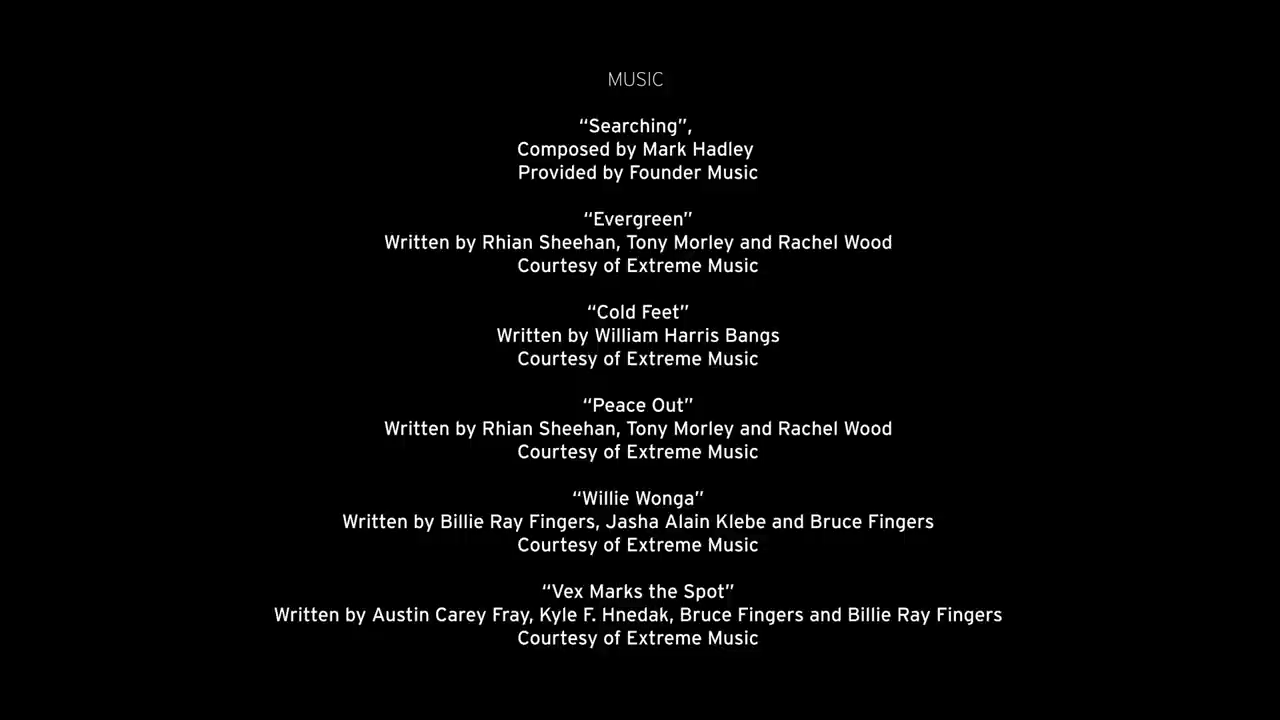 MUSIC
“Searching”,
Composed by Mark Hadley
Provided by Founder Music
“Evergreen”
Written by Rhian Sheehan, Tony Morley and Rachel Wood
Courtesy of Extreme Music
“Cold Feet”
Written by William Harris Bangs
Courtesy of Extreme Music
“Peace Out”
Written by Rhian Sheehan, Tony Morley and Rachel Wood
Courtesy of Extreme Music
“Willie Wonga”
Written by Billie Ray Fingers, Jasha Alain Klebe and Bruce Fingers
Courtesy of Extreme Music
“Vex Marks the Spot”
Written by Austin Carey Fray, Kyle F. Hnedak, Bruce Fingers and Billie Ray Fingers
Courtesy of Extreme Music